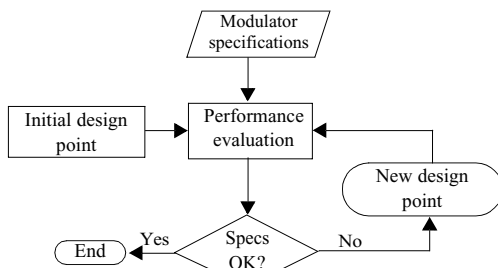 Modulator
specifications
Initial design
point
Performance
evaluation
New design
point
End
Yes
Specs
OK?
No